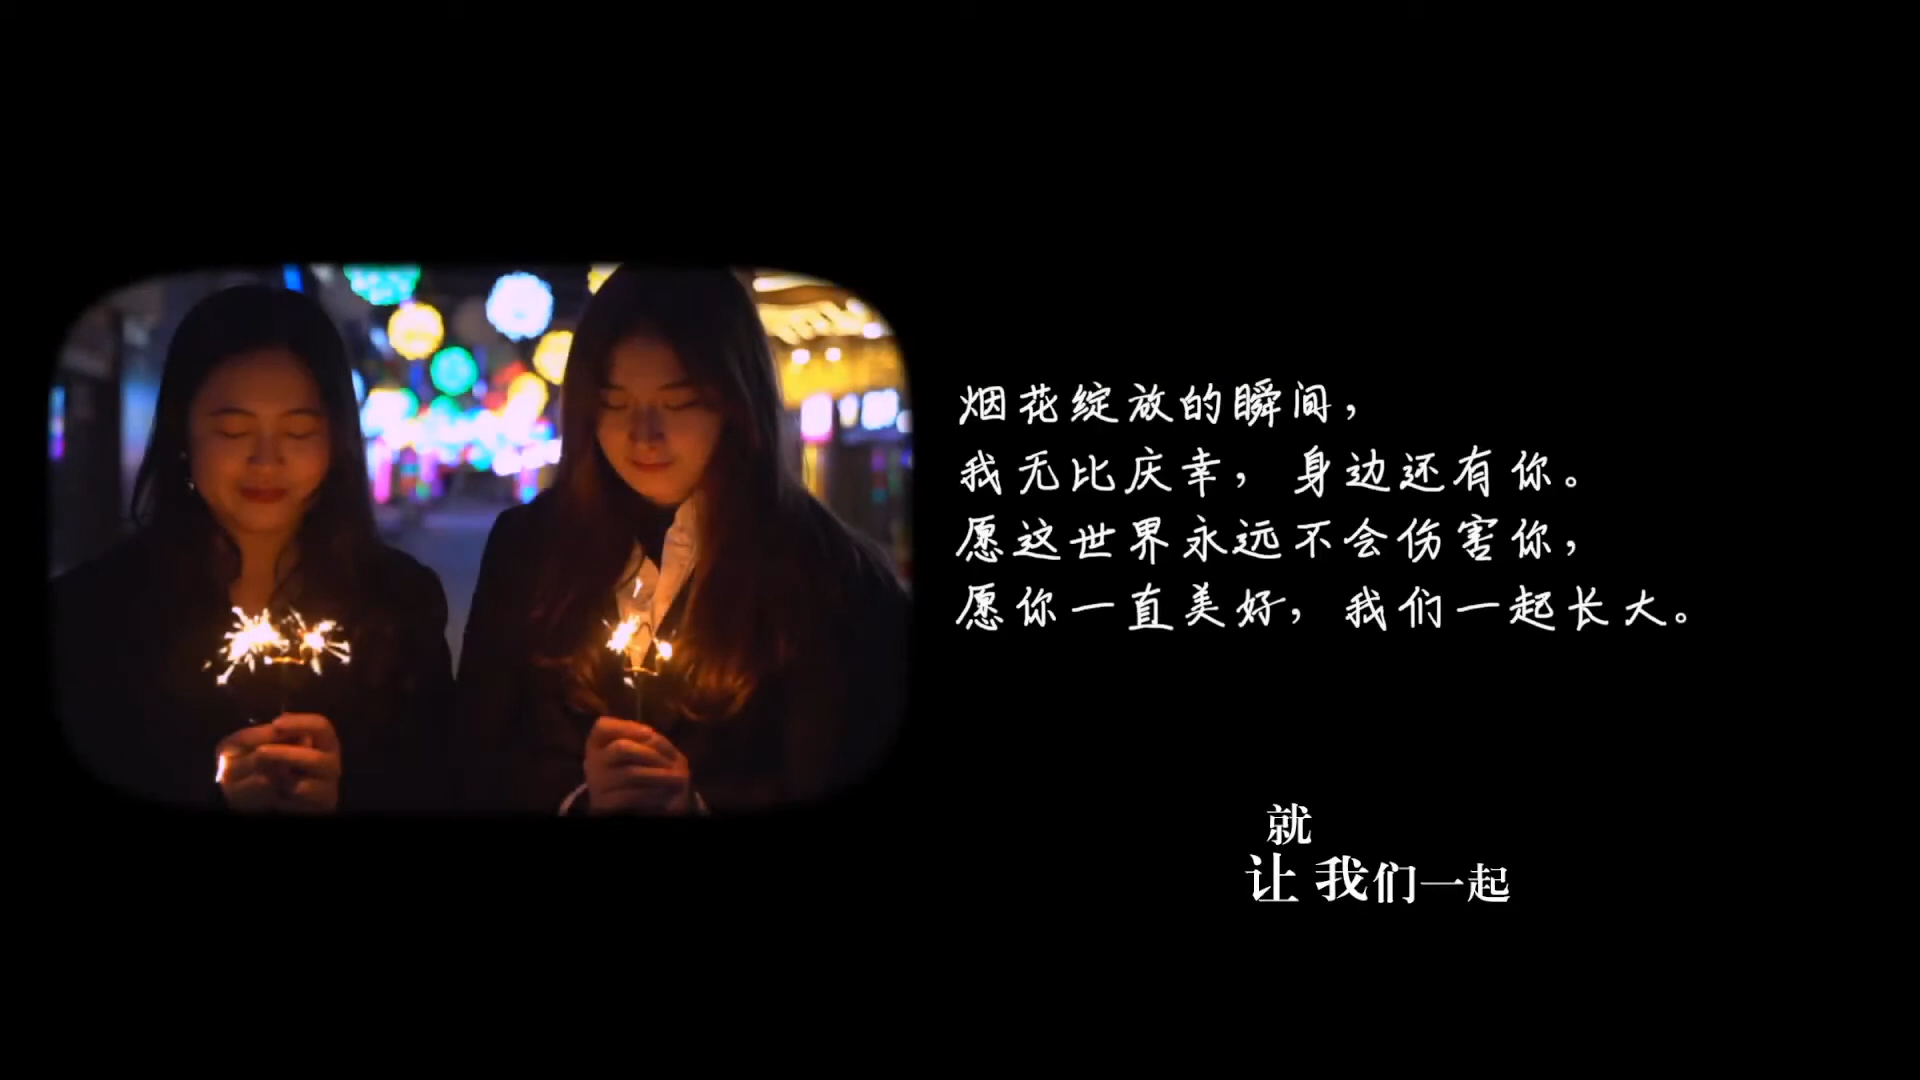 烟花绽放的瞬间，
我无比庆幸，身边还有你。
愿这世界永远不会伤害你，
愿你一直美好，我们一起长大。
就
让 我们一起